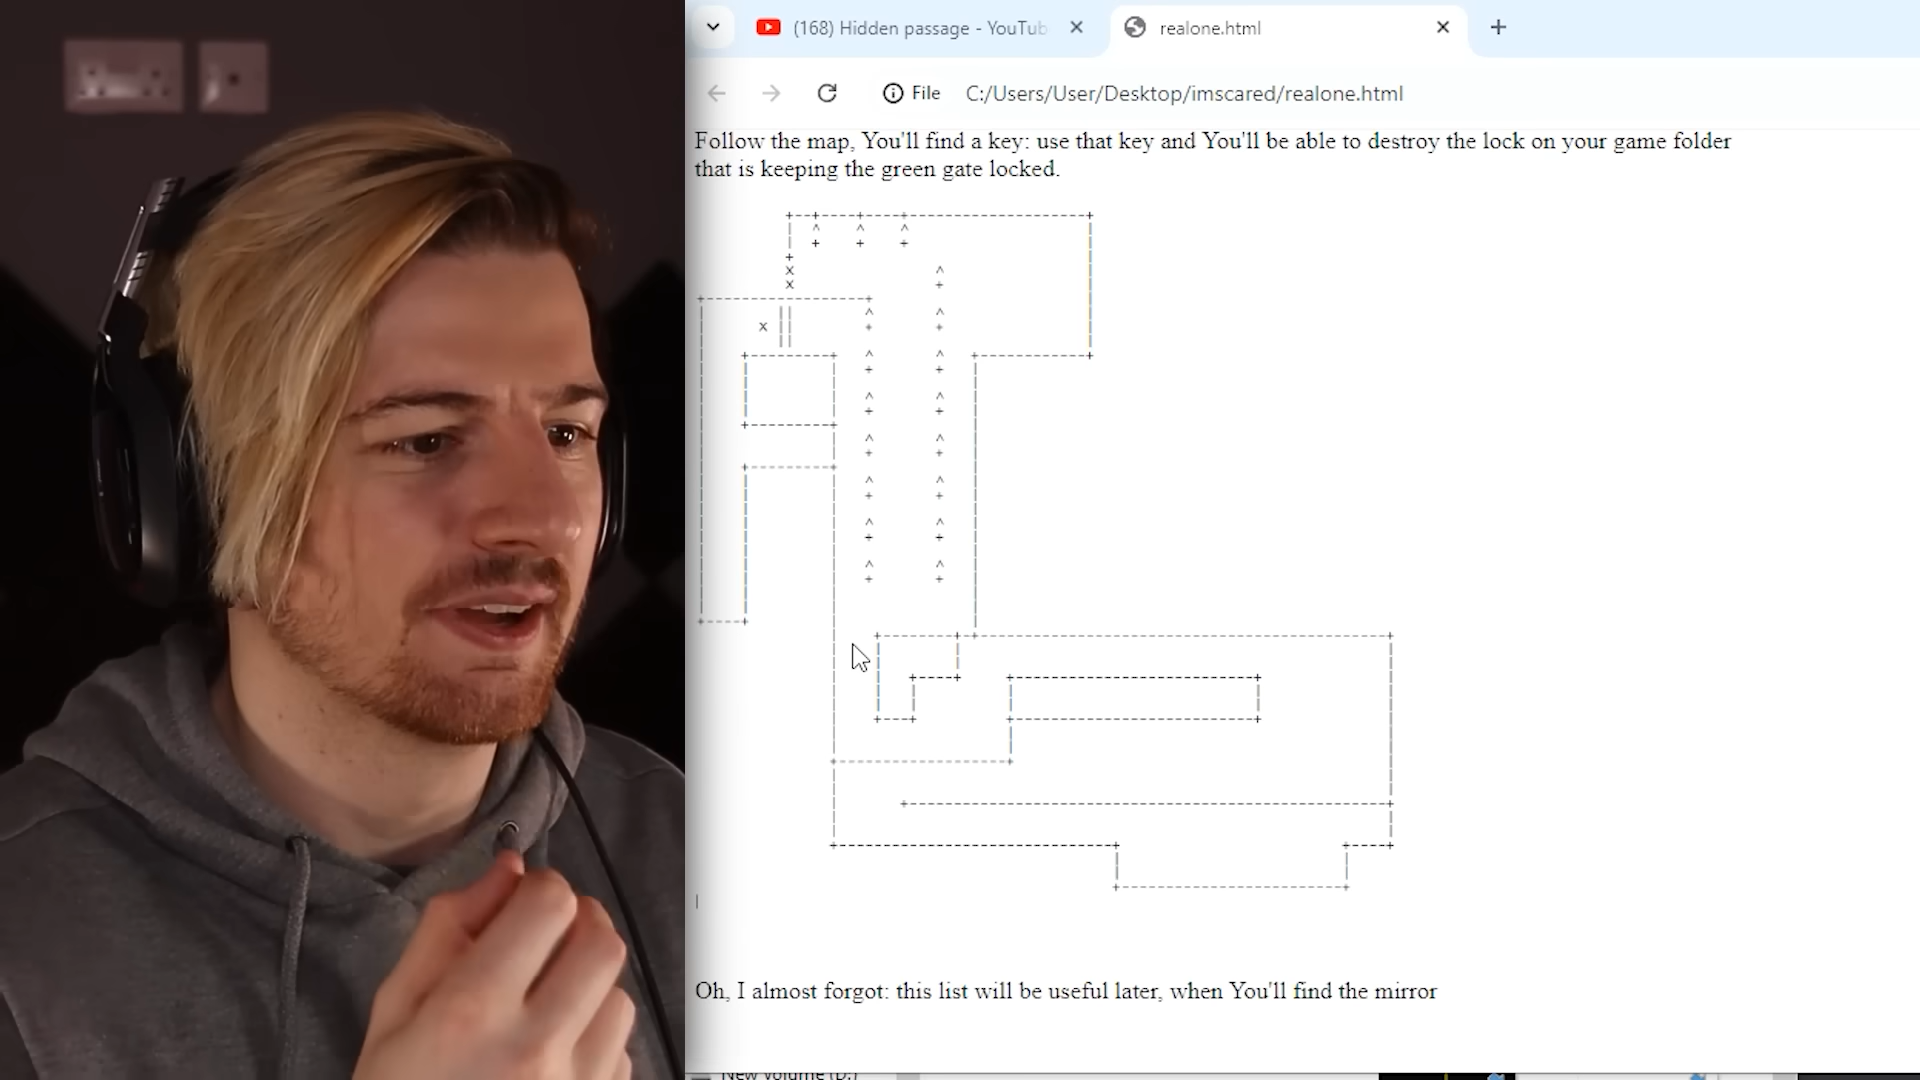 (168) Hidden passage - YouTub
realone.html
File C:/Users/User/Desktop/imscared/realone.html
Follow the map, You'll find a key: use that key and You'll be able to destroy the lock on your game folder
that is keeping the green gate locked.
x
x
x
Oh, I almost forgot: this list will be useful later, when You'll find the mirror
New Volume (D:)